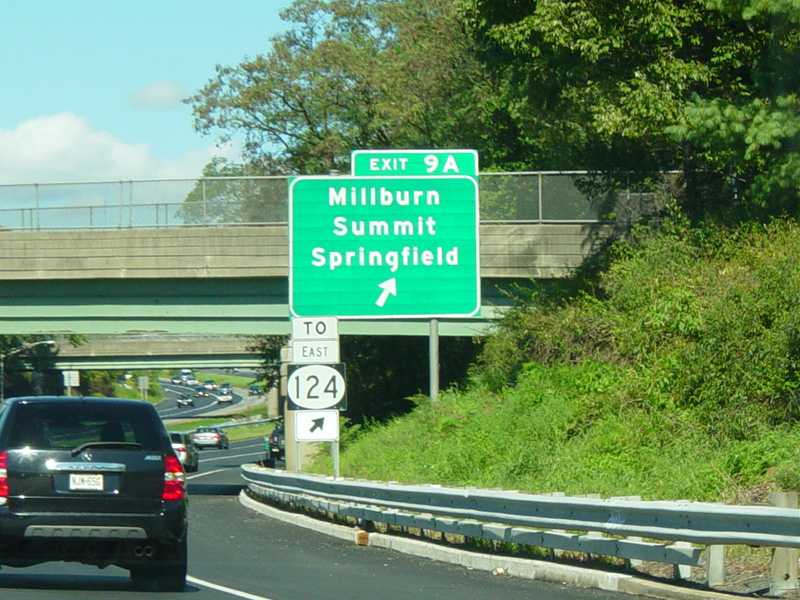 EXIT 9A
Millburn
Summit
Springfield
TO
EAST
124